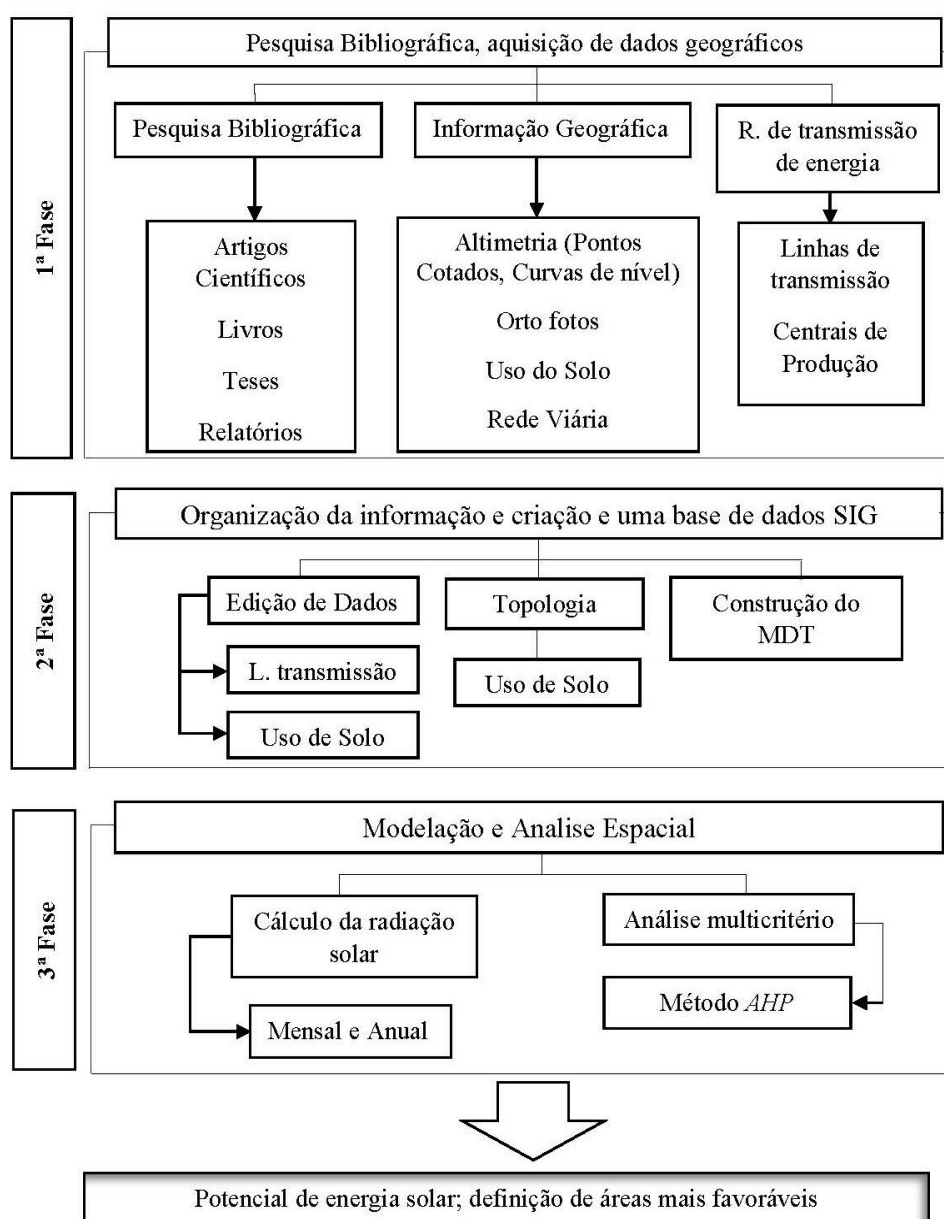 1ª Fase
Pesquisa Bibliográfica, aquisição de dados geográficos
Pesquisa Bibliográfica
Artigos
Científicos
Livros
Teses
Relatórios
Informação Geográfica
Altimetria (Pontos
Cotados, Curvas de nível)
Orto fotos
Uso do Solo
Rede Viária
R. de transmissão
de energia
Linhas de
transmissão
Centrais de
Produção
2ª Fase
Organização da informação e criação e uma base de dados SIG
Edição de Dados
L. transmissão
Uso de Solo
Topologia
Uso de Solo
Construção do
MDT
3ª Fase
Modelação e Analise Espacial
Cálculo da radiação
solar
Mensal e Anual
Análise multicritério
Método AHP
Potencial de energia solar; definição de áreas mais favoráveis